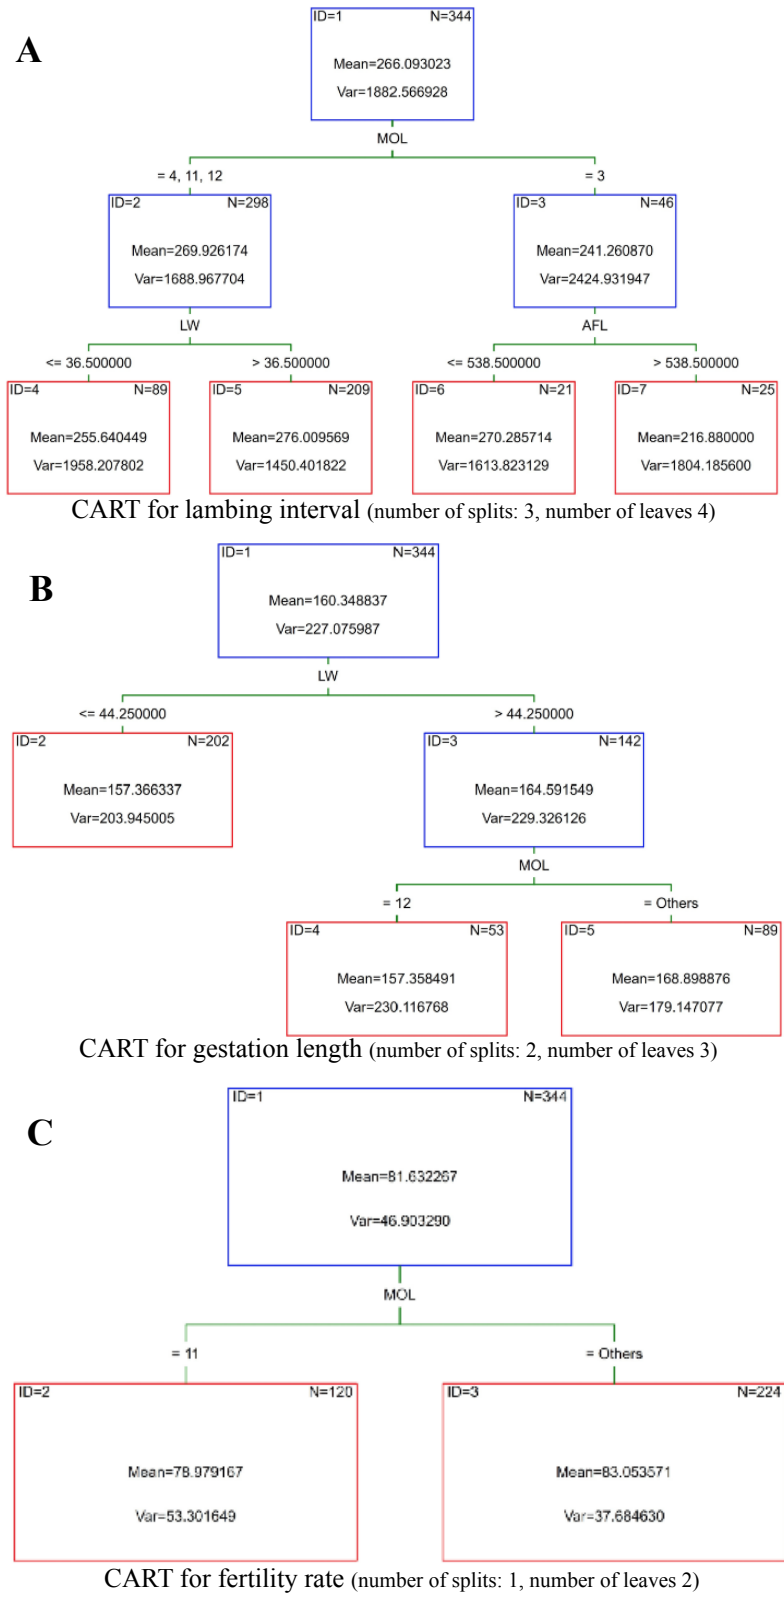 A
ID=1 N=344
Mean=266.093023
Var=1882.566928
MOL
= 4, 11, 12 = 3
ID=2 N=298 ID=3 N=46
Mean=269.926174 Mean=241.260870
Var=1688.967704 Var=2424.931947
LW AFL
<= 36.500000 > 36.500000 <= 538.500000 > 538.500000
ID=4 N=89 ID=5 N=209 ID=6 N=21 ID=7 N=25
Mean=255.640449 Mean=276.009569 Mean=270.285714 Mean=216.880000
Var=1958.207802 Var=1450.401822 Var=1613.823129 Var=1804.185600
CART for lambing interval (number of splits: 3, number of leaves 4)
B
ID=1 N=344
Mean=160.348837
Var=227.075987
LW
<= 44.250000 > 44.250000
ID=2 N=202 ID=3 N=142
Mean=157.366337 Mean=164.591549
Var=203.945005 Var=229.326126
MOL
= 12 = Others
ID=4 N=53 ID=5 N=89
Mean=157.358491 Mean=168.898876
Var=230.116768 Var=179.147077
CART for gestation length (number of splits: 2, number of leaves 3)
C
ID=1 N=344
Mean=81.632267
Var=46.903290
MOL
= 11 = Others
ID=2 N=120 ID=3 N=224
Mean=78.979167 Mean=83.053571
Var=53.301649 Var=37.684630
CART for fertility rate (number of splits: 1, number of leaves 2)